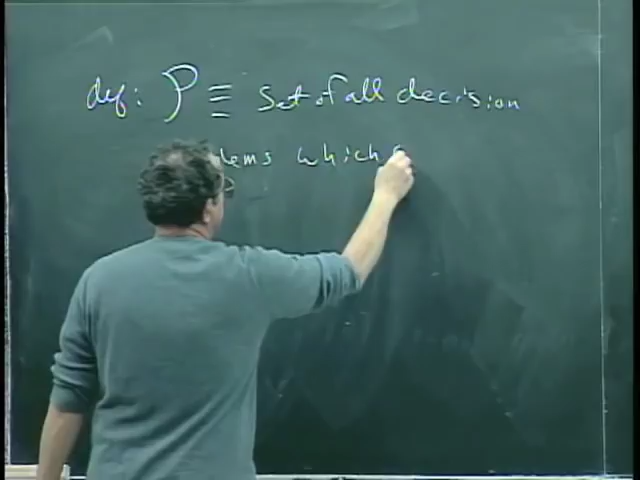 def: P ≡ Set of all decision
lems which